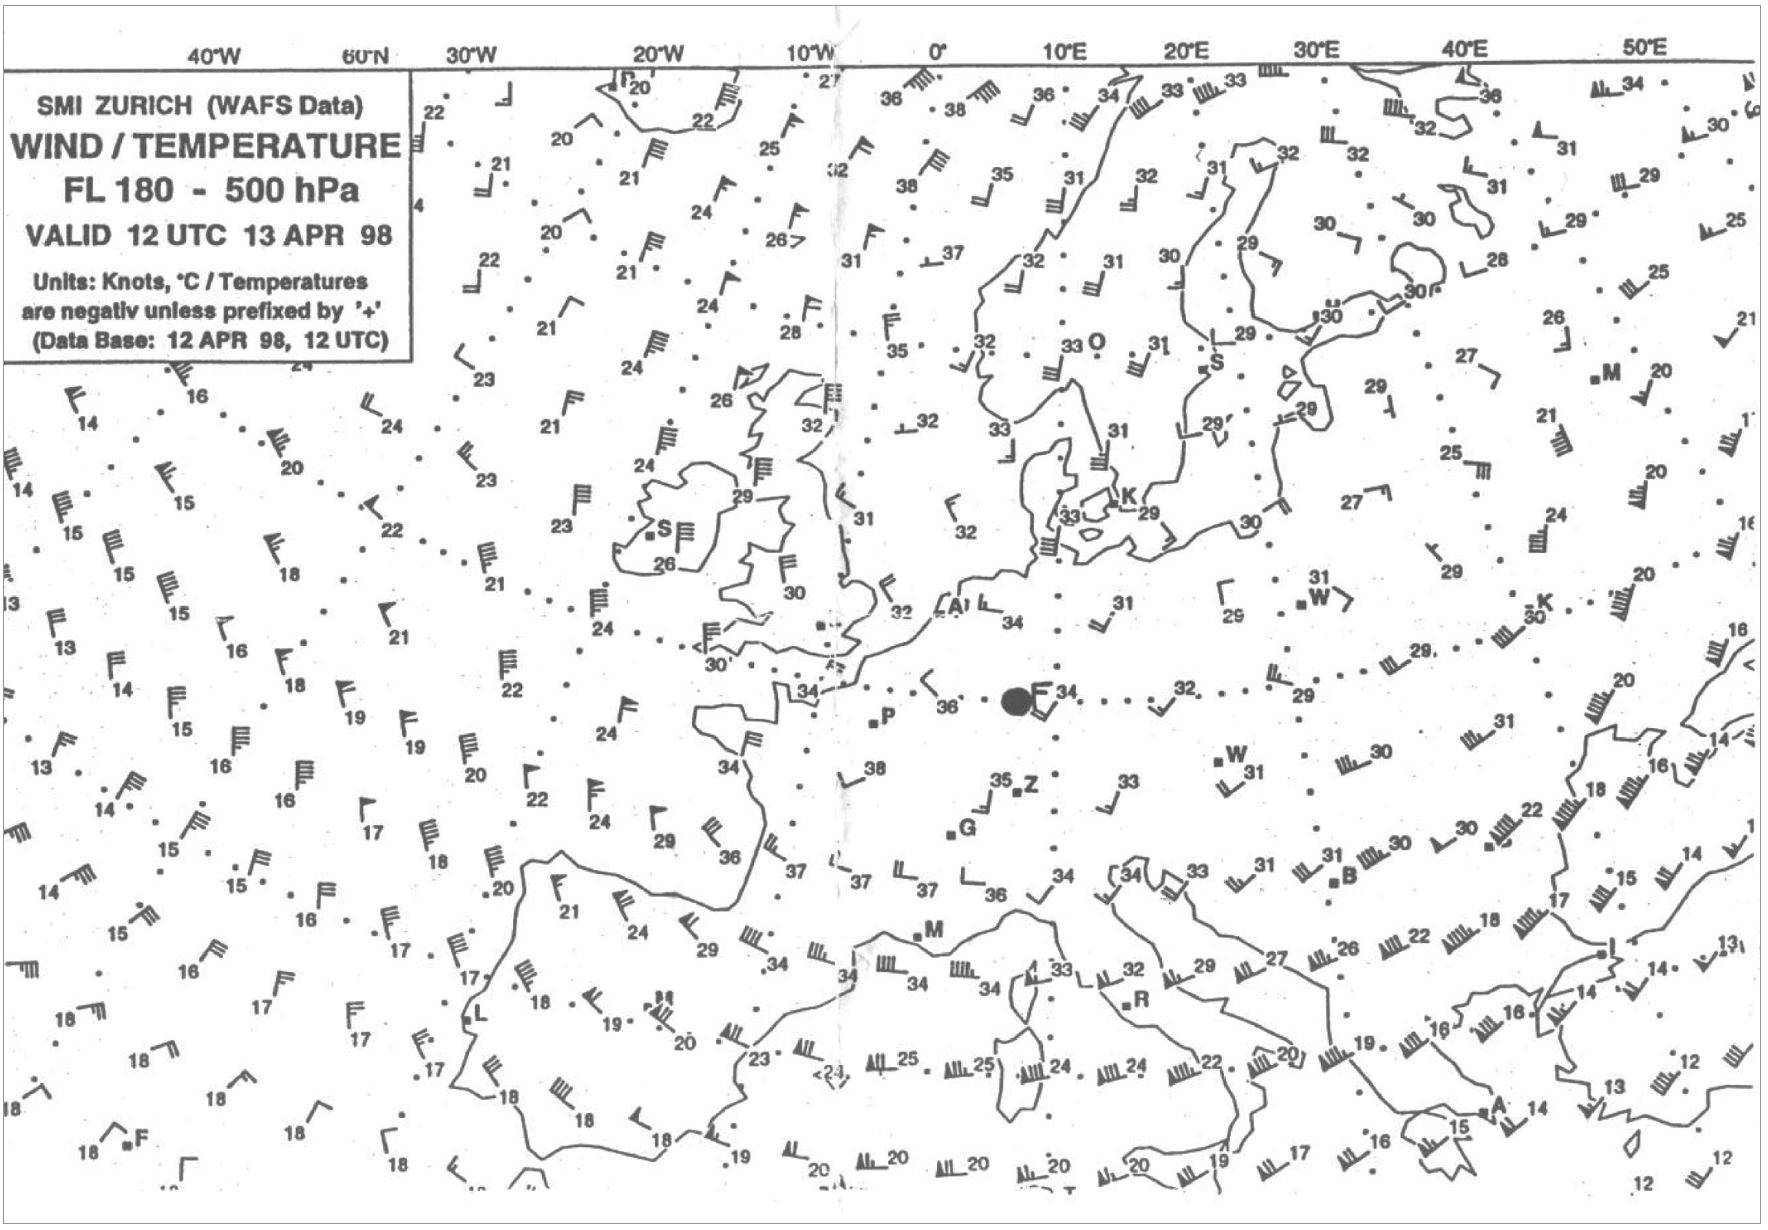 40°W 60°N 30°W 20°W 10°W 0° 10°E 20°E 30°E 40°E 50°E
SMI ZURICH (WAFS Data)
WIND / TEMPERATURE
FL 180 - 500 hPa
VALID 12 UTC 13 APR 98
Units: Knots, °C / Temperatures
are negativ unless prefixed by '+'
(Data Base: 12 APR 98, 12 UTC)
20 36 38 36 34 33 33 36 34
22 20 22 25 32 32 31 30
21 21 32 38 35 31 32 31 32 31 29
20 24 26 37 30 29 30 30 29 25
22 21 31 32 31 28 25
21 24 28 35 32 33 O 31 29 30 30 26 21
23 24 S 27 M 20
16 14 24 21 26 32 32 33 31 29 29 29 21
20 23 24 25 20
14 15 29 31 32 33 K 29 30 27
15 22 23 S 26 24
15 18 21 30 29 20
15 24 32 A 34 31 29 31 W K 30
13 16 21 30 16
14 18 22 34 36 F 34 32 29 29 20
15 19 19 24 P 31
13 16 20 34 38 W 31 30 14
14 16 22 24 35 Z 33 16 18
17 29 G 22
15 18 36 30 30
15 20 37 37 37 36 34 34 33 31 31 B 14
14 16 21 15
15 17 24 29 M 18 17
16 17 34 34 34 34 33 32 29 27 26 22 13
17 18 R 14
18 17 L 19 M 20 16 14
18 17 23 24 25 25 24 24 22 20 19 16 12
18 18 18 18 A 14 13
18 F 18 18 18 19 15
20 20 20 20 20 19 17 16 12
12